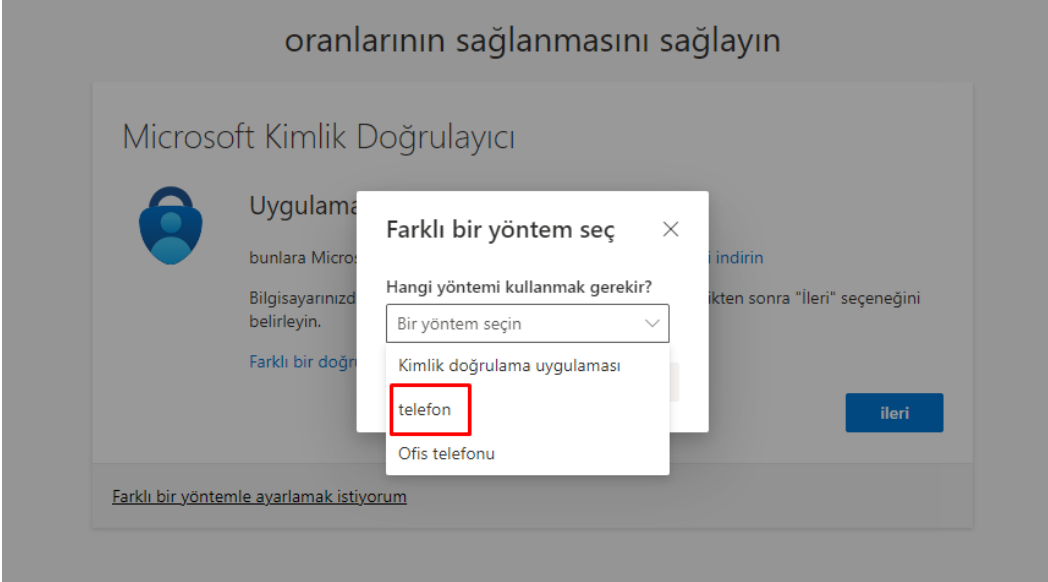 oranlarının sağlanmasını sağlayın
Microsoft Kimlik Doğrulayıcı
Uygulama
bunlara
i indirin
Bilgisayarınızd
ikten sonra "İleri" seçeneğini
belirleyin.
Farklı bir
ileri
Farklı bir yöntemle ayarlamak istiyorum
Farklı bir yöntem seç
Hangi yöntemi kullanmak gerekir?
Bir yöntem seçin
Kimlik doğrulama uygulaması
telefon
Ofis telefonu